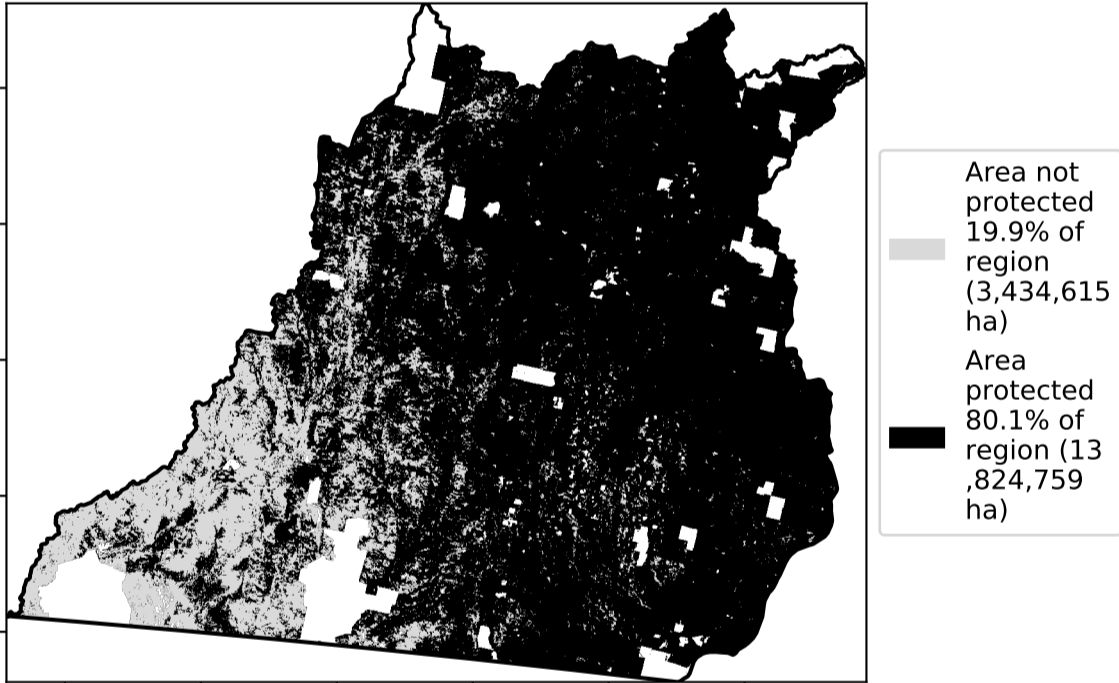 Area not
protected
19.9% of
region
(3,434,615
ha)
Area
protected
80.1% of
region (13
,824,759
ha)